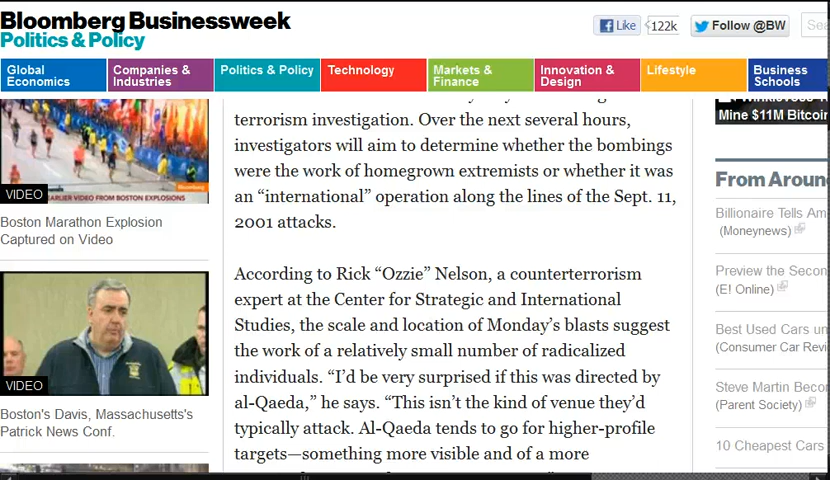 Bloomberg Businessweek
Politics & Policy
Like
122k
Follow @BW
Sea
Global Economics
Companies & Industries
Politics & Policy
Technology
Markets & Finance
Innovation & Design
Lifestyle
Business Schools
VIDEO
EARLIER VIDEO FROM BOSTON EXPLOSIONS
Bloomberg
Boston Marathon Explosion
Captured on Video
VIDEO
Boston's Davis, Massachusetts's
Patrick News Conf.
terrorism investigation. Over the next several hours,
investigators will aim to determine whether the bombings
were the work of homegrown extremists or whether it was
an “international” operation along the lines of the Sept. 11,
2001 attacks.
According to Rick “Ozzie” Nelson, a counterterrorism
expert at the Center for Strategic and International
Studies, the scale and location of Monday’s blasts suggest
the work of a relatively small number of radicalized
individuals. “I’d be very surprised if this was directed by
al-Qaeda,” he says. “This isn’t the kind of venue they’d
typically attack. Al-Qaeda tends to go for higher-profile
targets—something more visible and of a more
Mine $11M Bitcoin
From Aroun
Billionaire Tells Am
(Moneynews)
Preview the Secon
(E! Online)
Best Used Cars un
(Consumer Car Revi
Steve Martin Beco
(Parent Society)
10 Cheapest Cars